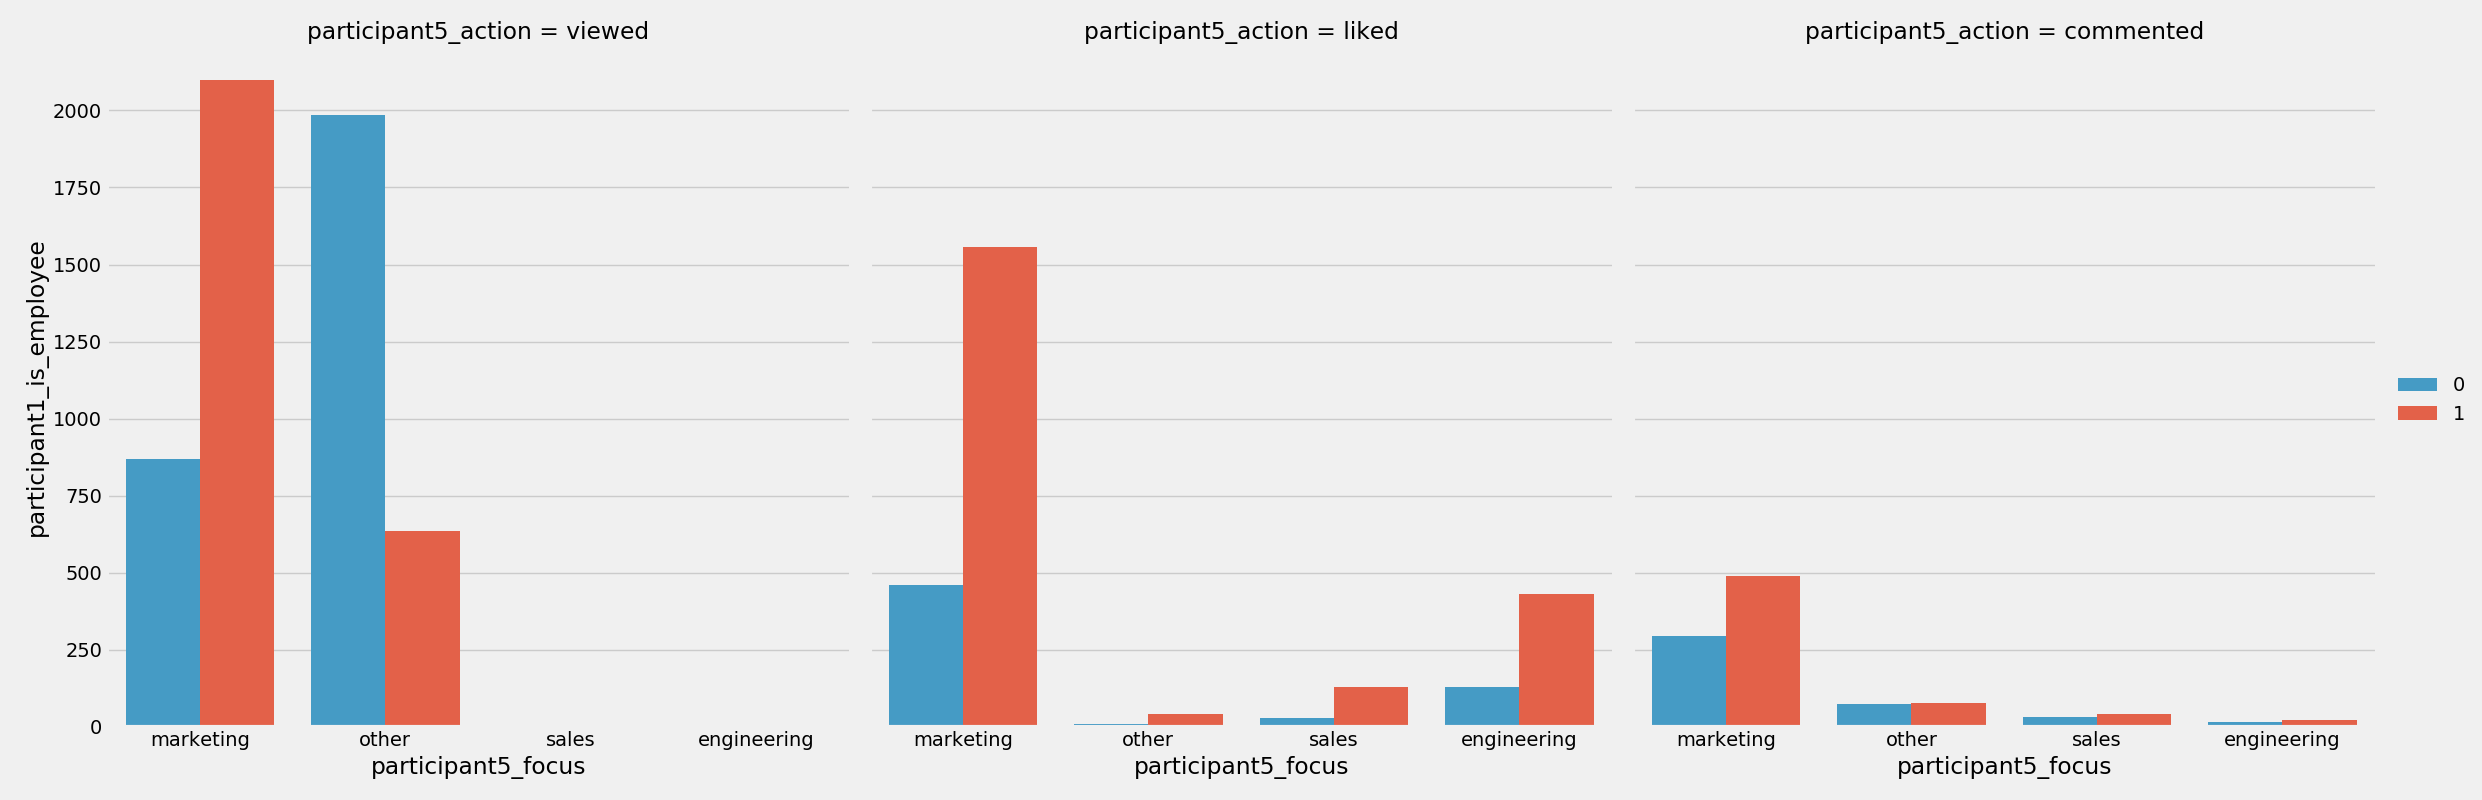 participant5_action = viewed
participant5_action = liked
participant5_action = commented
participant1_is_employee
2000
1750
1500
1250
1000
750
500
250
0
marketing other sales engineering
marketing other sales engineering
marketing other sales engineering
participant5_focus
participant5_focus
participant5_focus
0
1